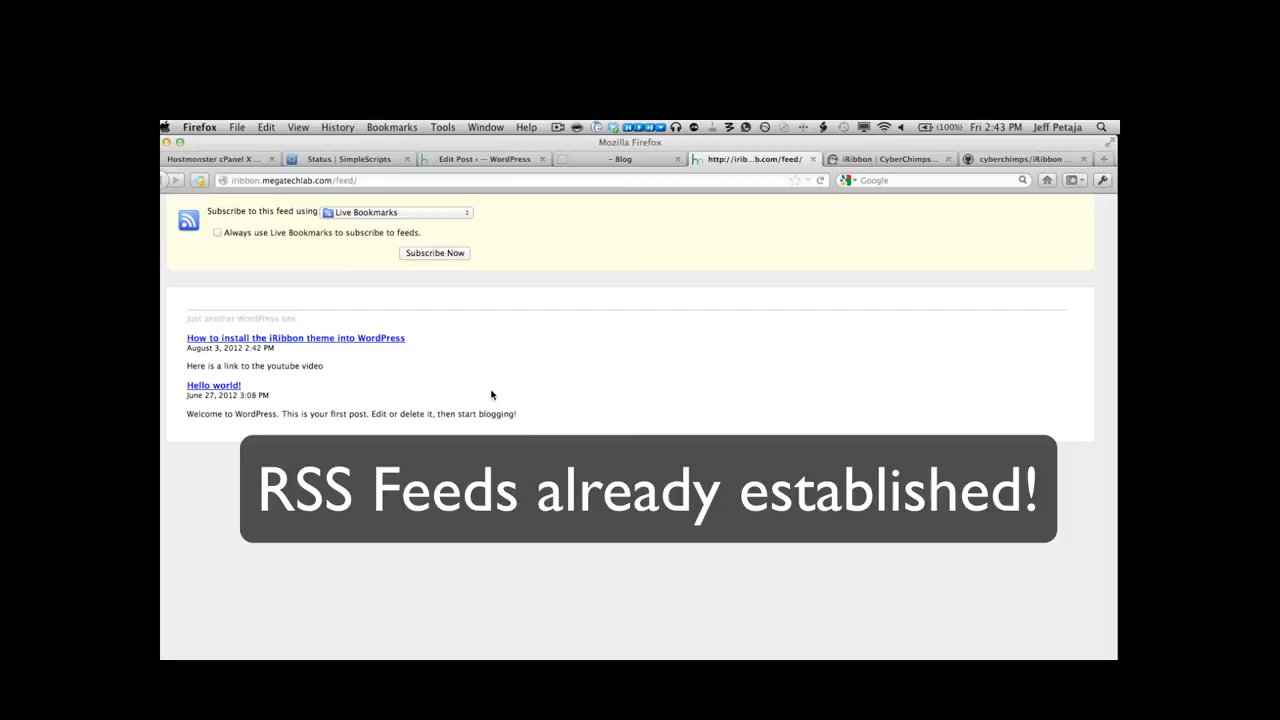 Firefox File Edit View History Bookmarks Tools Window Help (100%) Fri 2:43 PM Jeff Petaja
Mozilla Firefox
Hostmonster cPanel X ... Status | SimpleScripts Edit Post ‹ — WordPress – Blog http://irib...b.com/feed/ iRibbon | CyberChimps... cyberchimps/iRibbon ...
iribbon.megatechlab.com/feed/ Google
Subscribe to this feed using Live Bookmarks
Always use Live Bookmarks to subscribe to feeds.
Subscribe Now
Just another WordPress site
How to install the iRibbon theme into WordPress
August 3, 2012 2:42 PM
Here is a link to the youtube video
Hello world!
June 27, 2012 3:08 PM
Welcome to WordPress. This is your first post. Edit or delete it, then start blogging!
RSS Feeds already established!